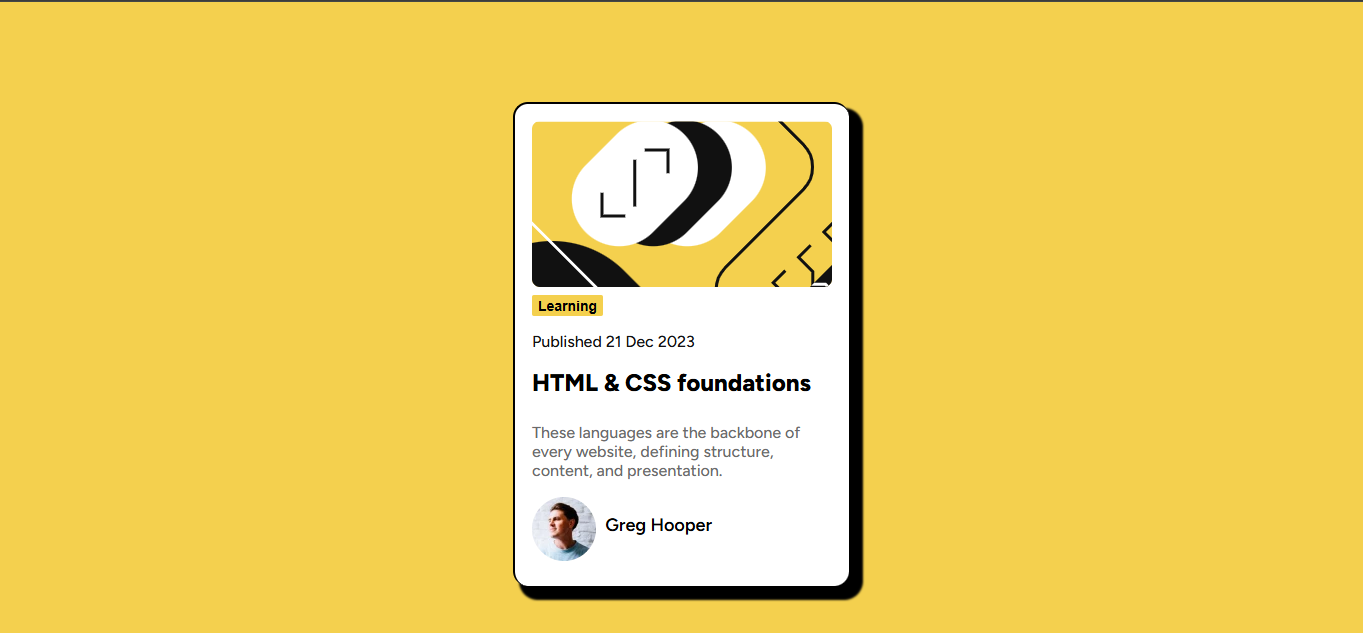 Learning
Published 21 Dec 2023
HTML & CSS foundations
These languages are the backbone of
every website, defining structure,
content, and presentation.
Greg Hooper